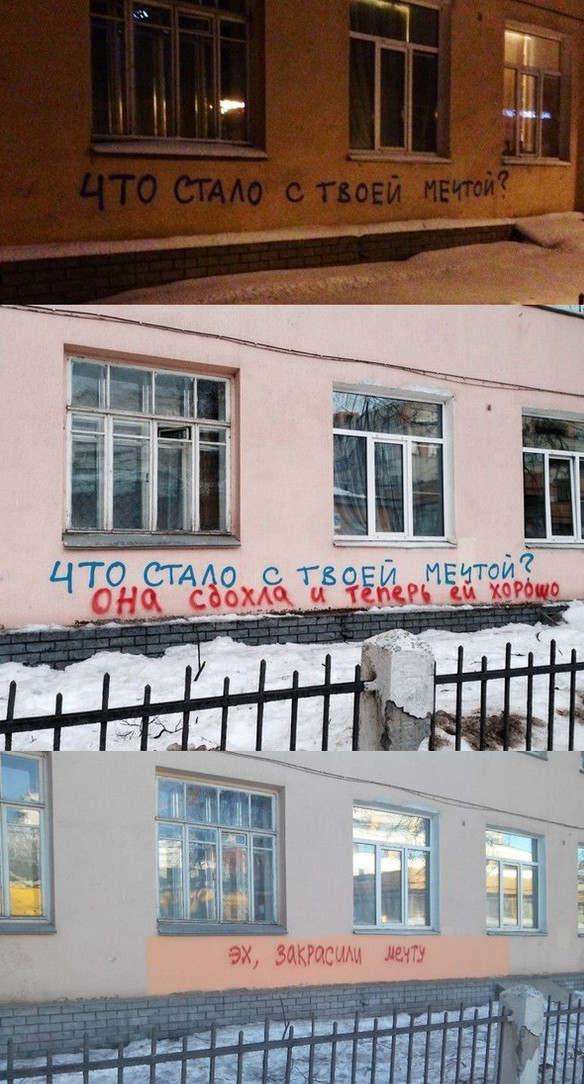 ЧТО СТАЛО С ТВОЕЙ МЕЧТОЙ?
ЧТО СТАЛО С ТВОЕЙ МЕЧТОЙ?
ОНА СДОХЛА И ТЕПЕРЬ ЕЙ ХОРОШО
ЭХ, ЗАКРАСИЛИ МЕЧТУ